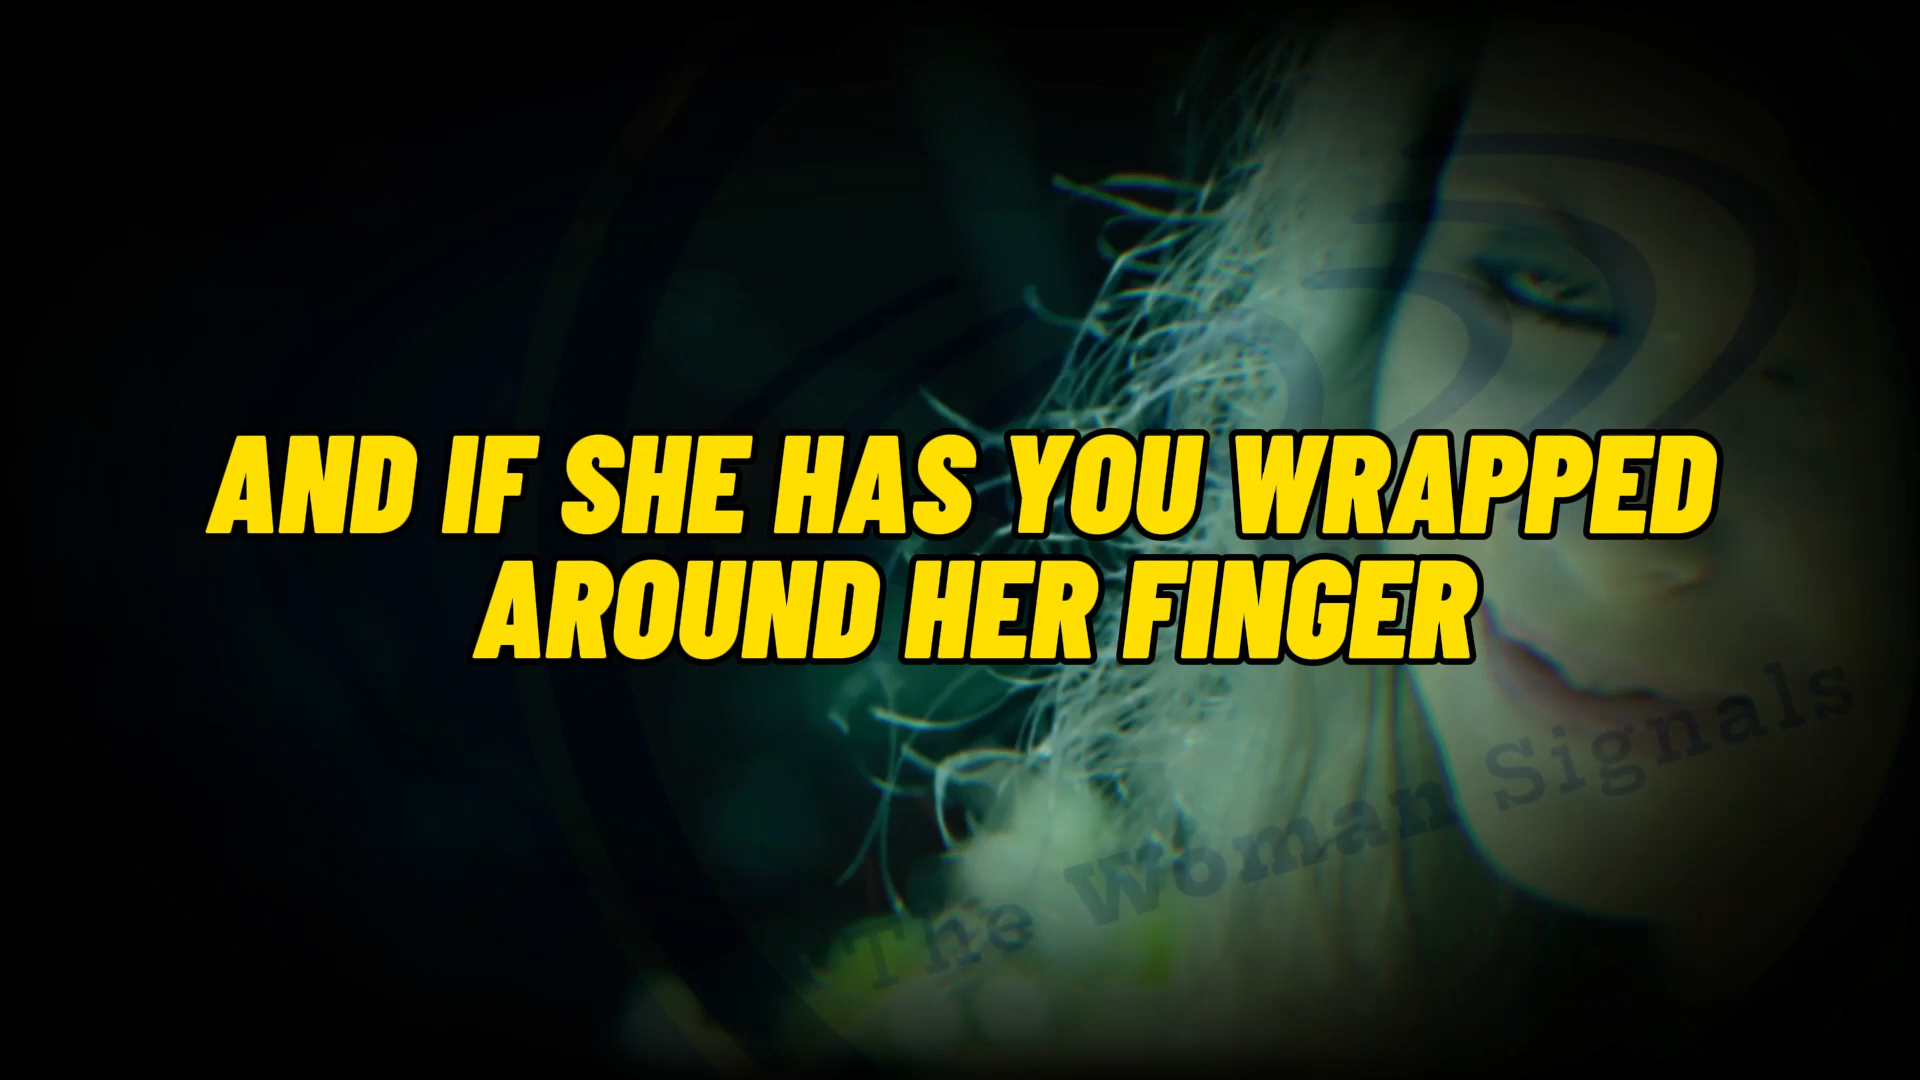 AND IF SHE HAS YOU WRAPPED
AROUND HER FINGER
The Woman Signals